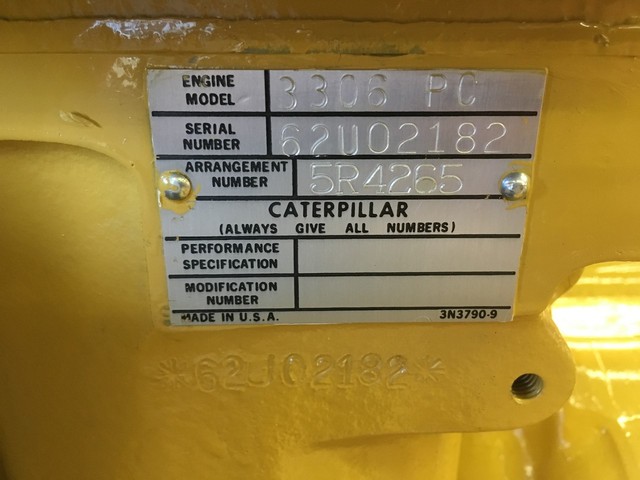 ENGINE MODEL 3306 PC
SERIAL NUMBER 62U02182
ARRANGEMENT NUMBER 5R4265
CATERPILLAR
(ALWAYS GIVE ALL NUMBERS)
PERFORMANCE SPECIFICATION
MODIFICATION NUMBER
MADE IN U.S.A. 3N3790-9
*62U02182*